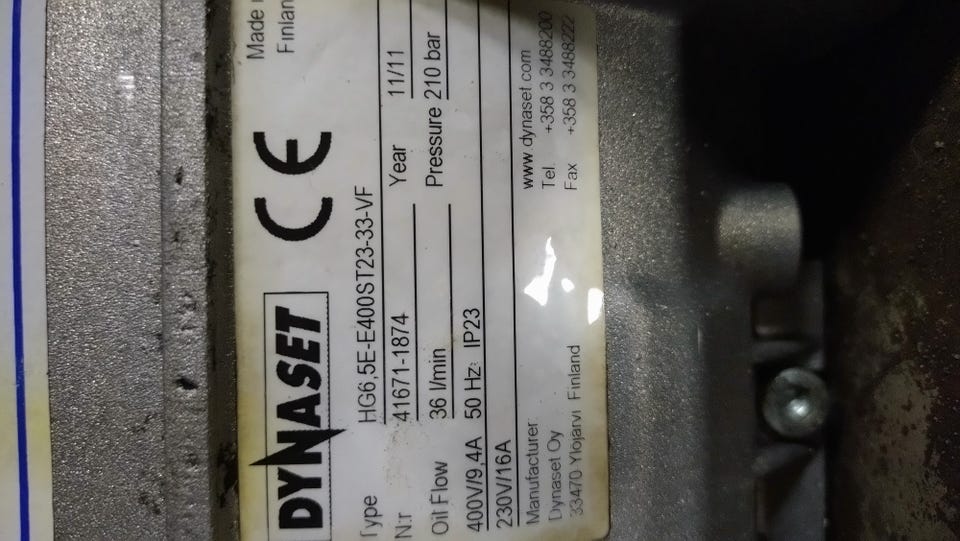 DYNASET CE Made
Finlan
Type HG6,5E-E400ST23-33-VF
N:r 41671-1874 Year 11/11
Oil Flow 36 l/min Pressure 210 bar
400V/9,4A 50 Hz IP23
230V/16A
Manufacturer
Dynaset Oy
33470 Ylöjärvi Finland
www dynaset com
Tel. +358 3 3488200
Fax +358 3 3488222